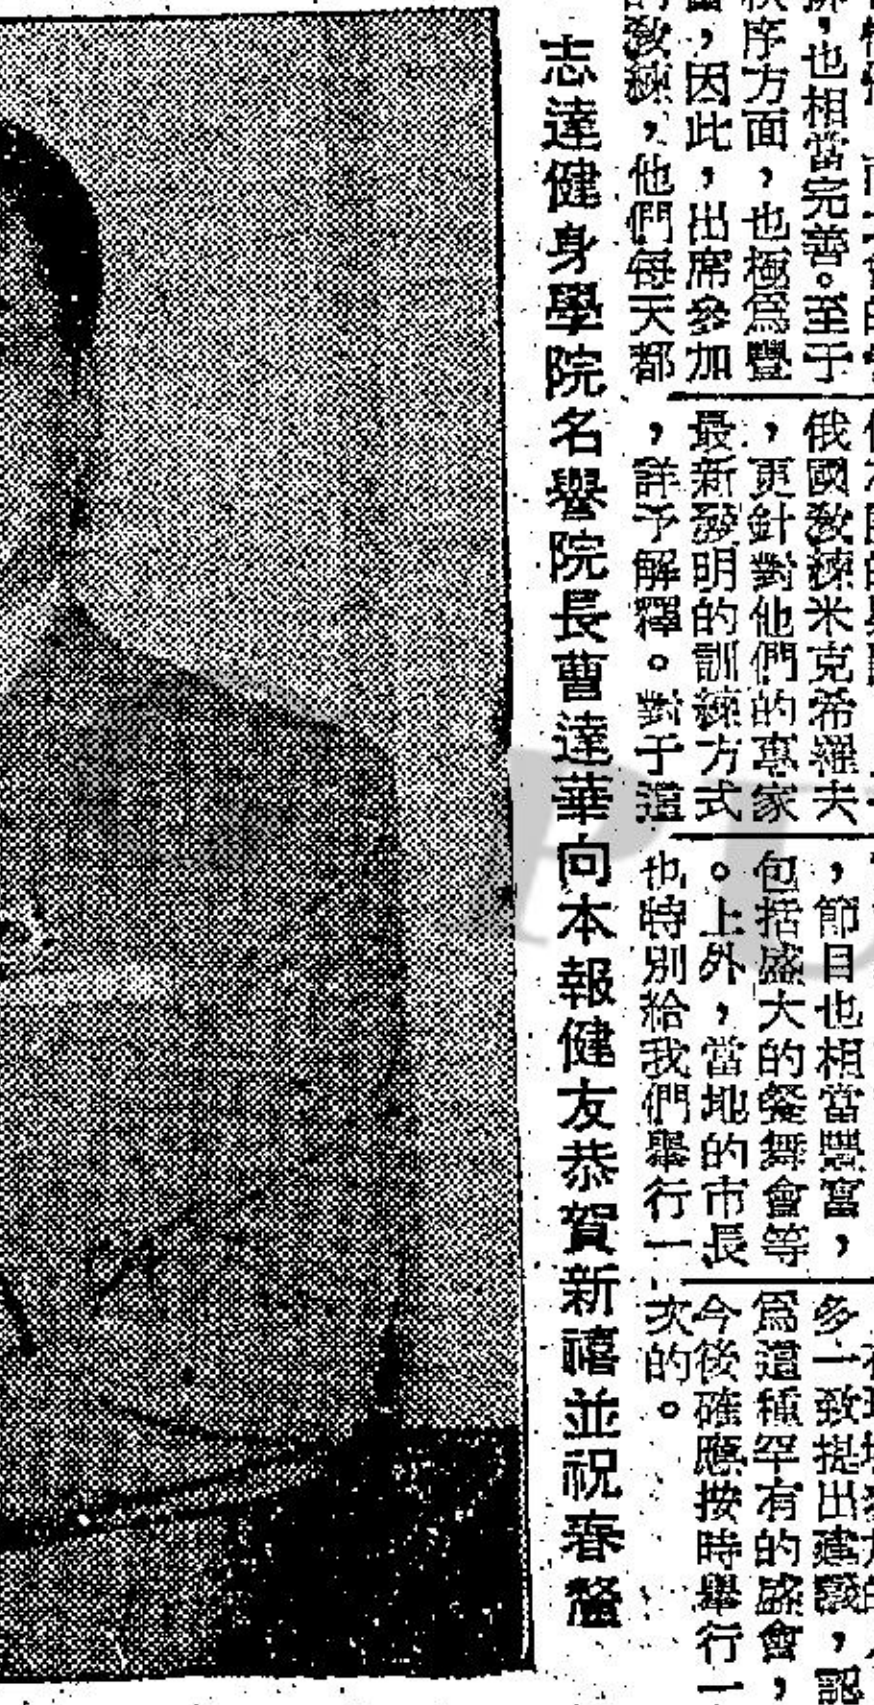 排，也相當完善。至于
秩序方面，也極爲豐
富，因此，出席參加
的教練，他們每天都
俄國教練米克希羅夫
，更針對他們的專家
最新發明的訓練方式
，詳予解釋。對于這
，節目也相當豐富，
包括盛大的餐舞會等
。上外，當地的市長
也特別給我們舉行一
多一致提出建議，認
爲這種罕有的盛會，
今後確應按時舉行一
次的。
志達健身學院名譽院長曹達華向本報健友恭賀新禧並祝春釐